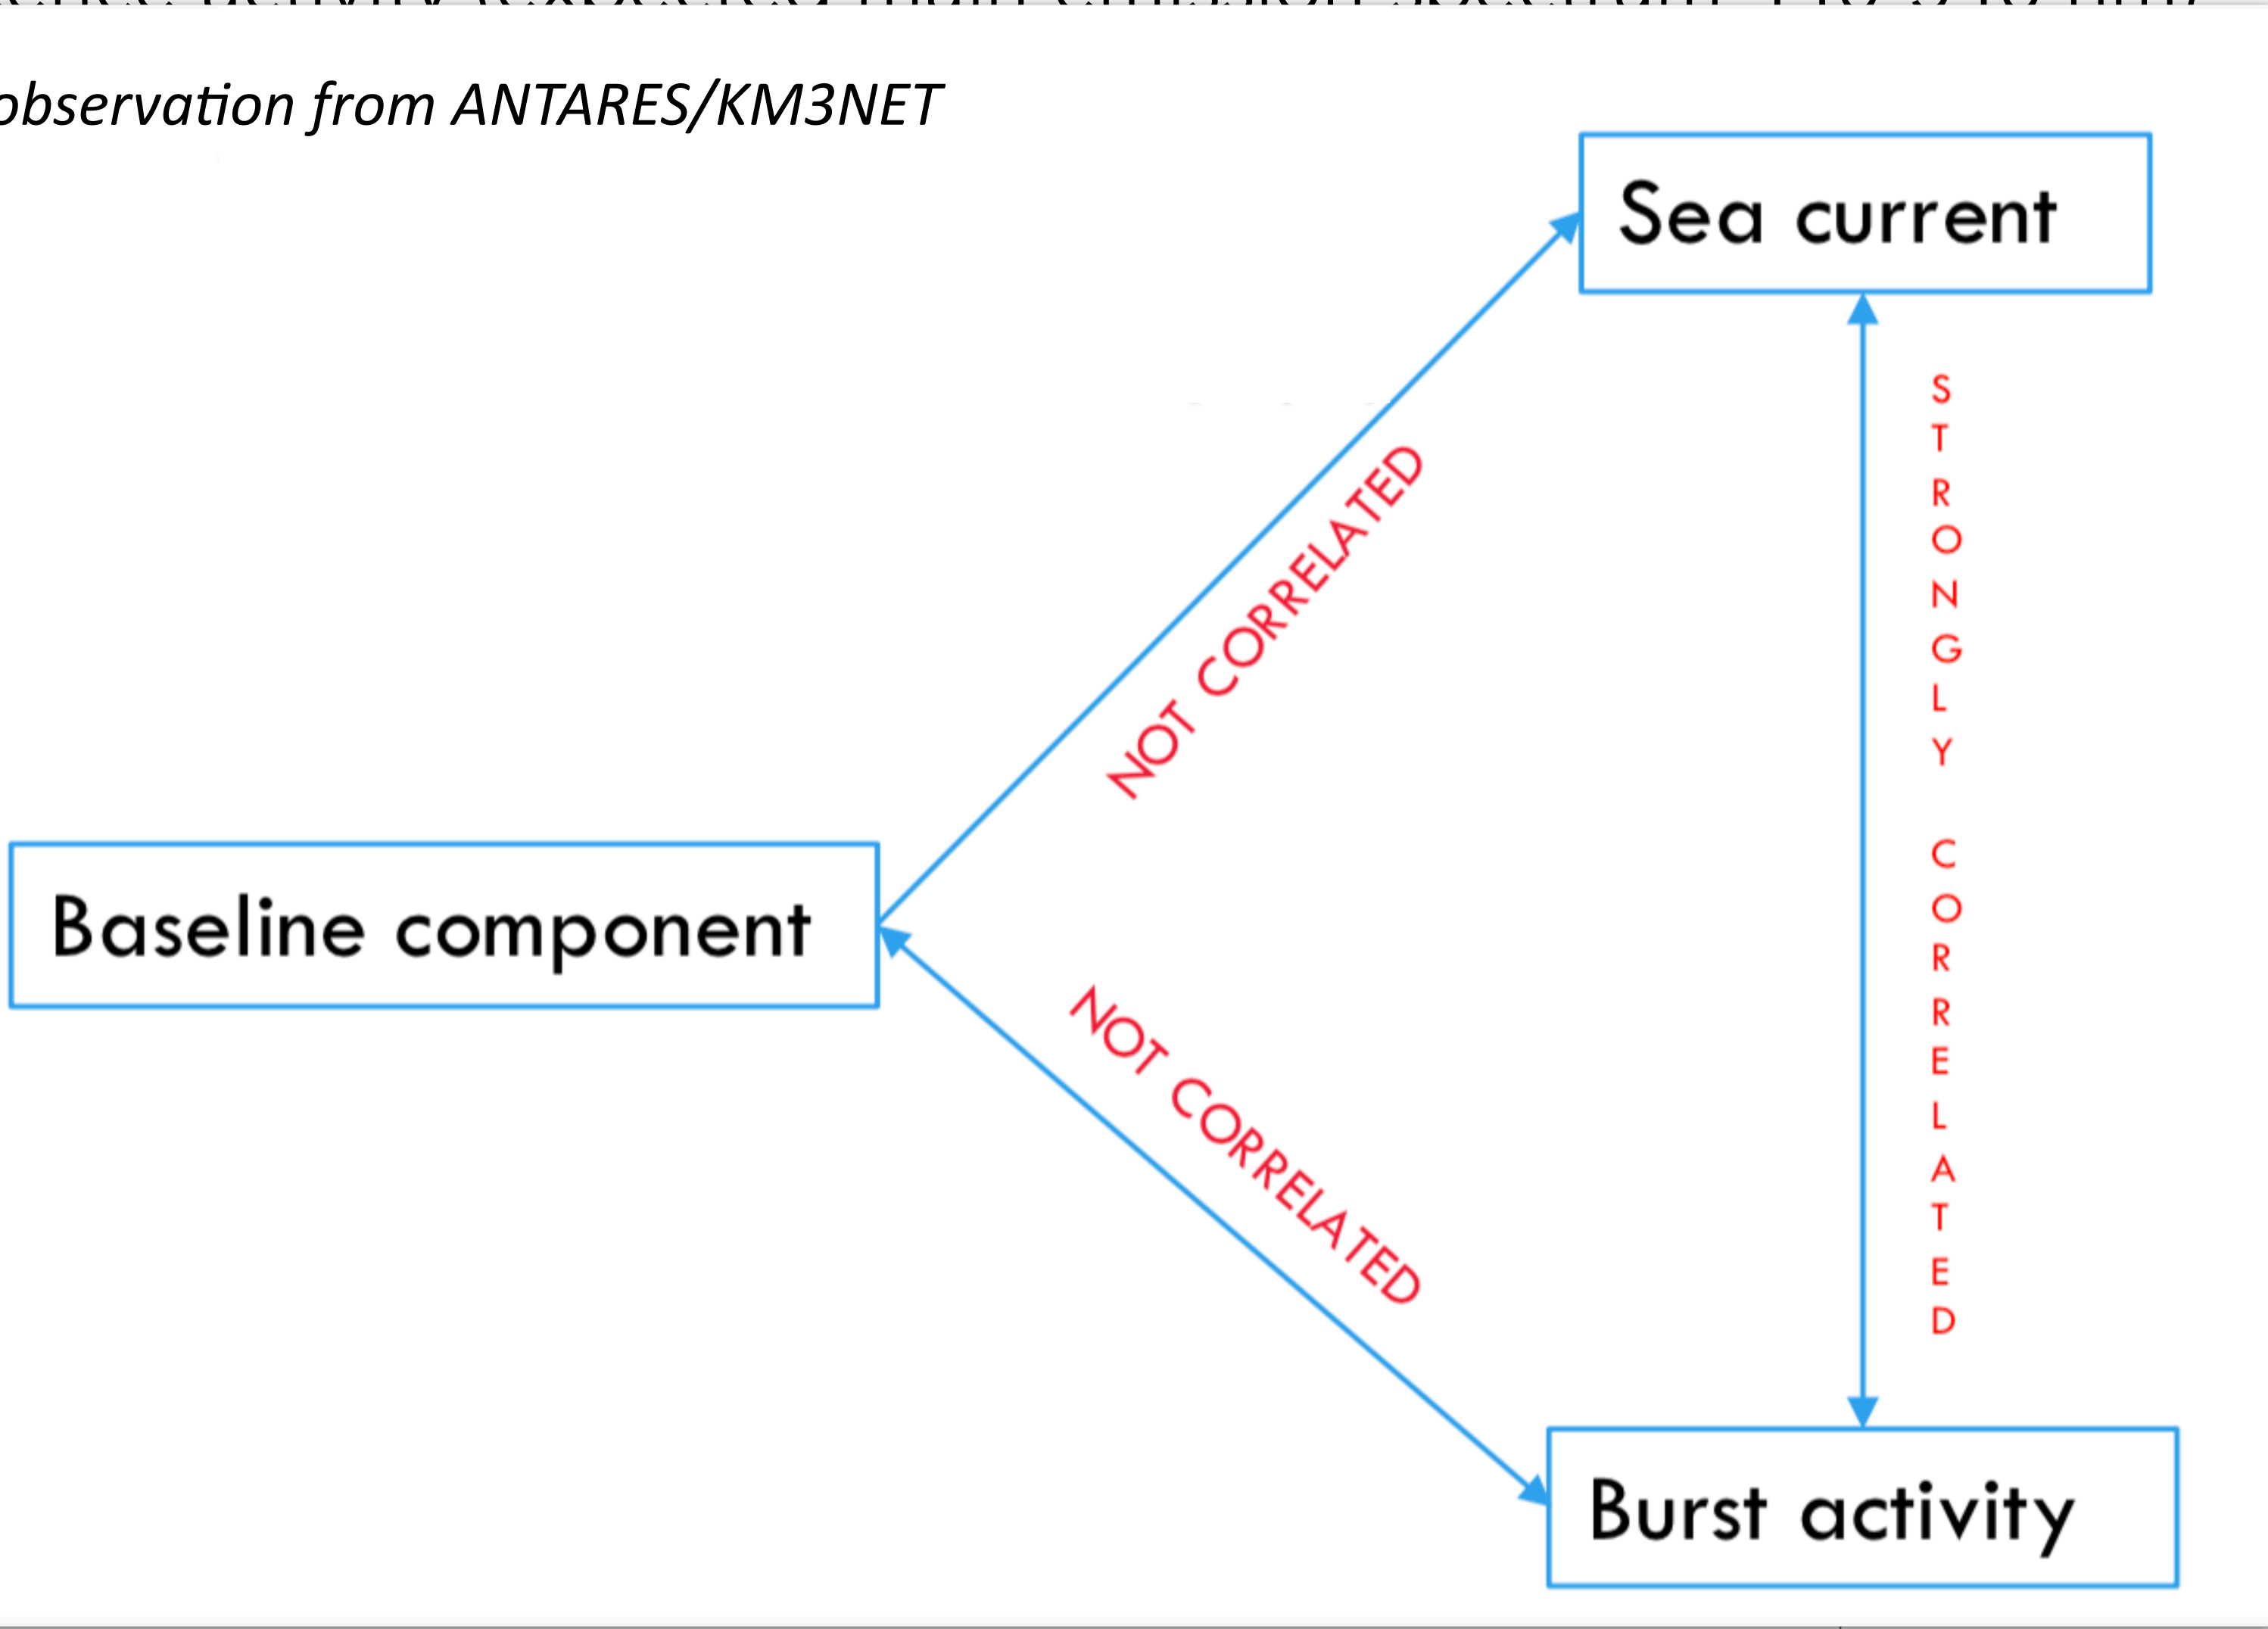 observation from ANTARES/KM3NET
Sea current
NOT CORRELATED
STRONGLY CORRELATED
Baseline component
NOT CORRELATED
Burst activity